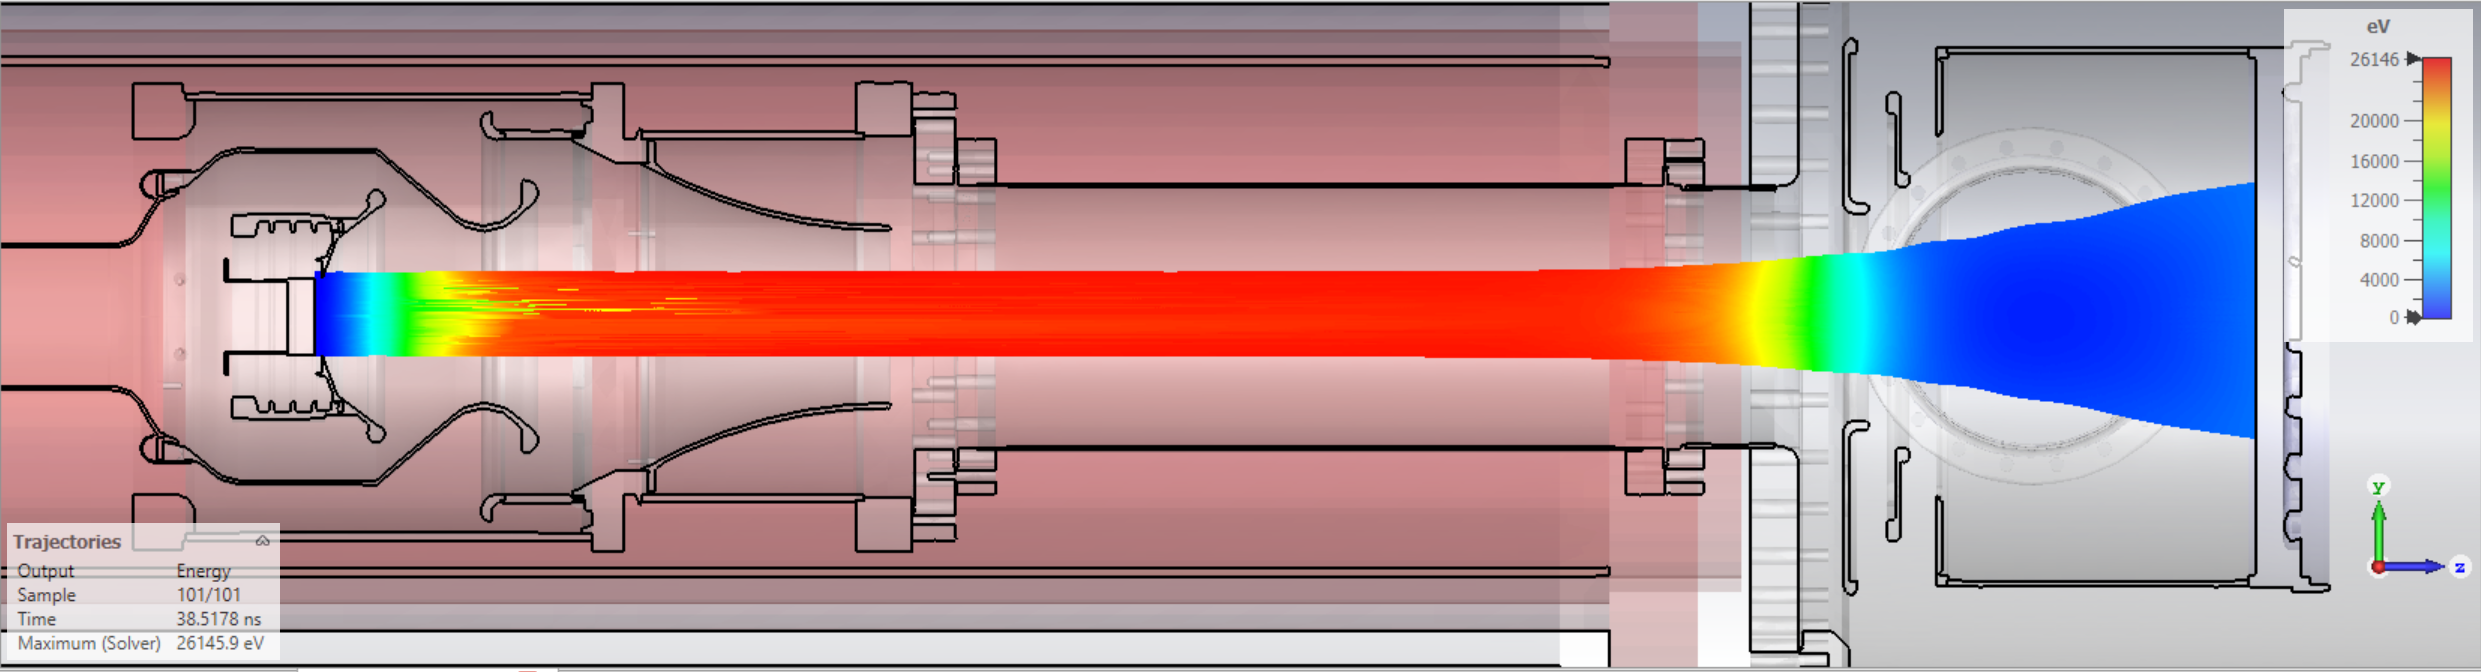 eV
26146
20000
16000
12000
8000
4000
0
Trajectories
Output Energy
Sample 101/101
Time 38.5178 ns
Maximum (Solver) 26145.9 eV
y
z